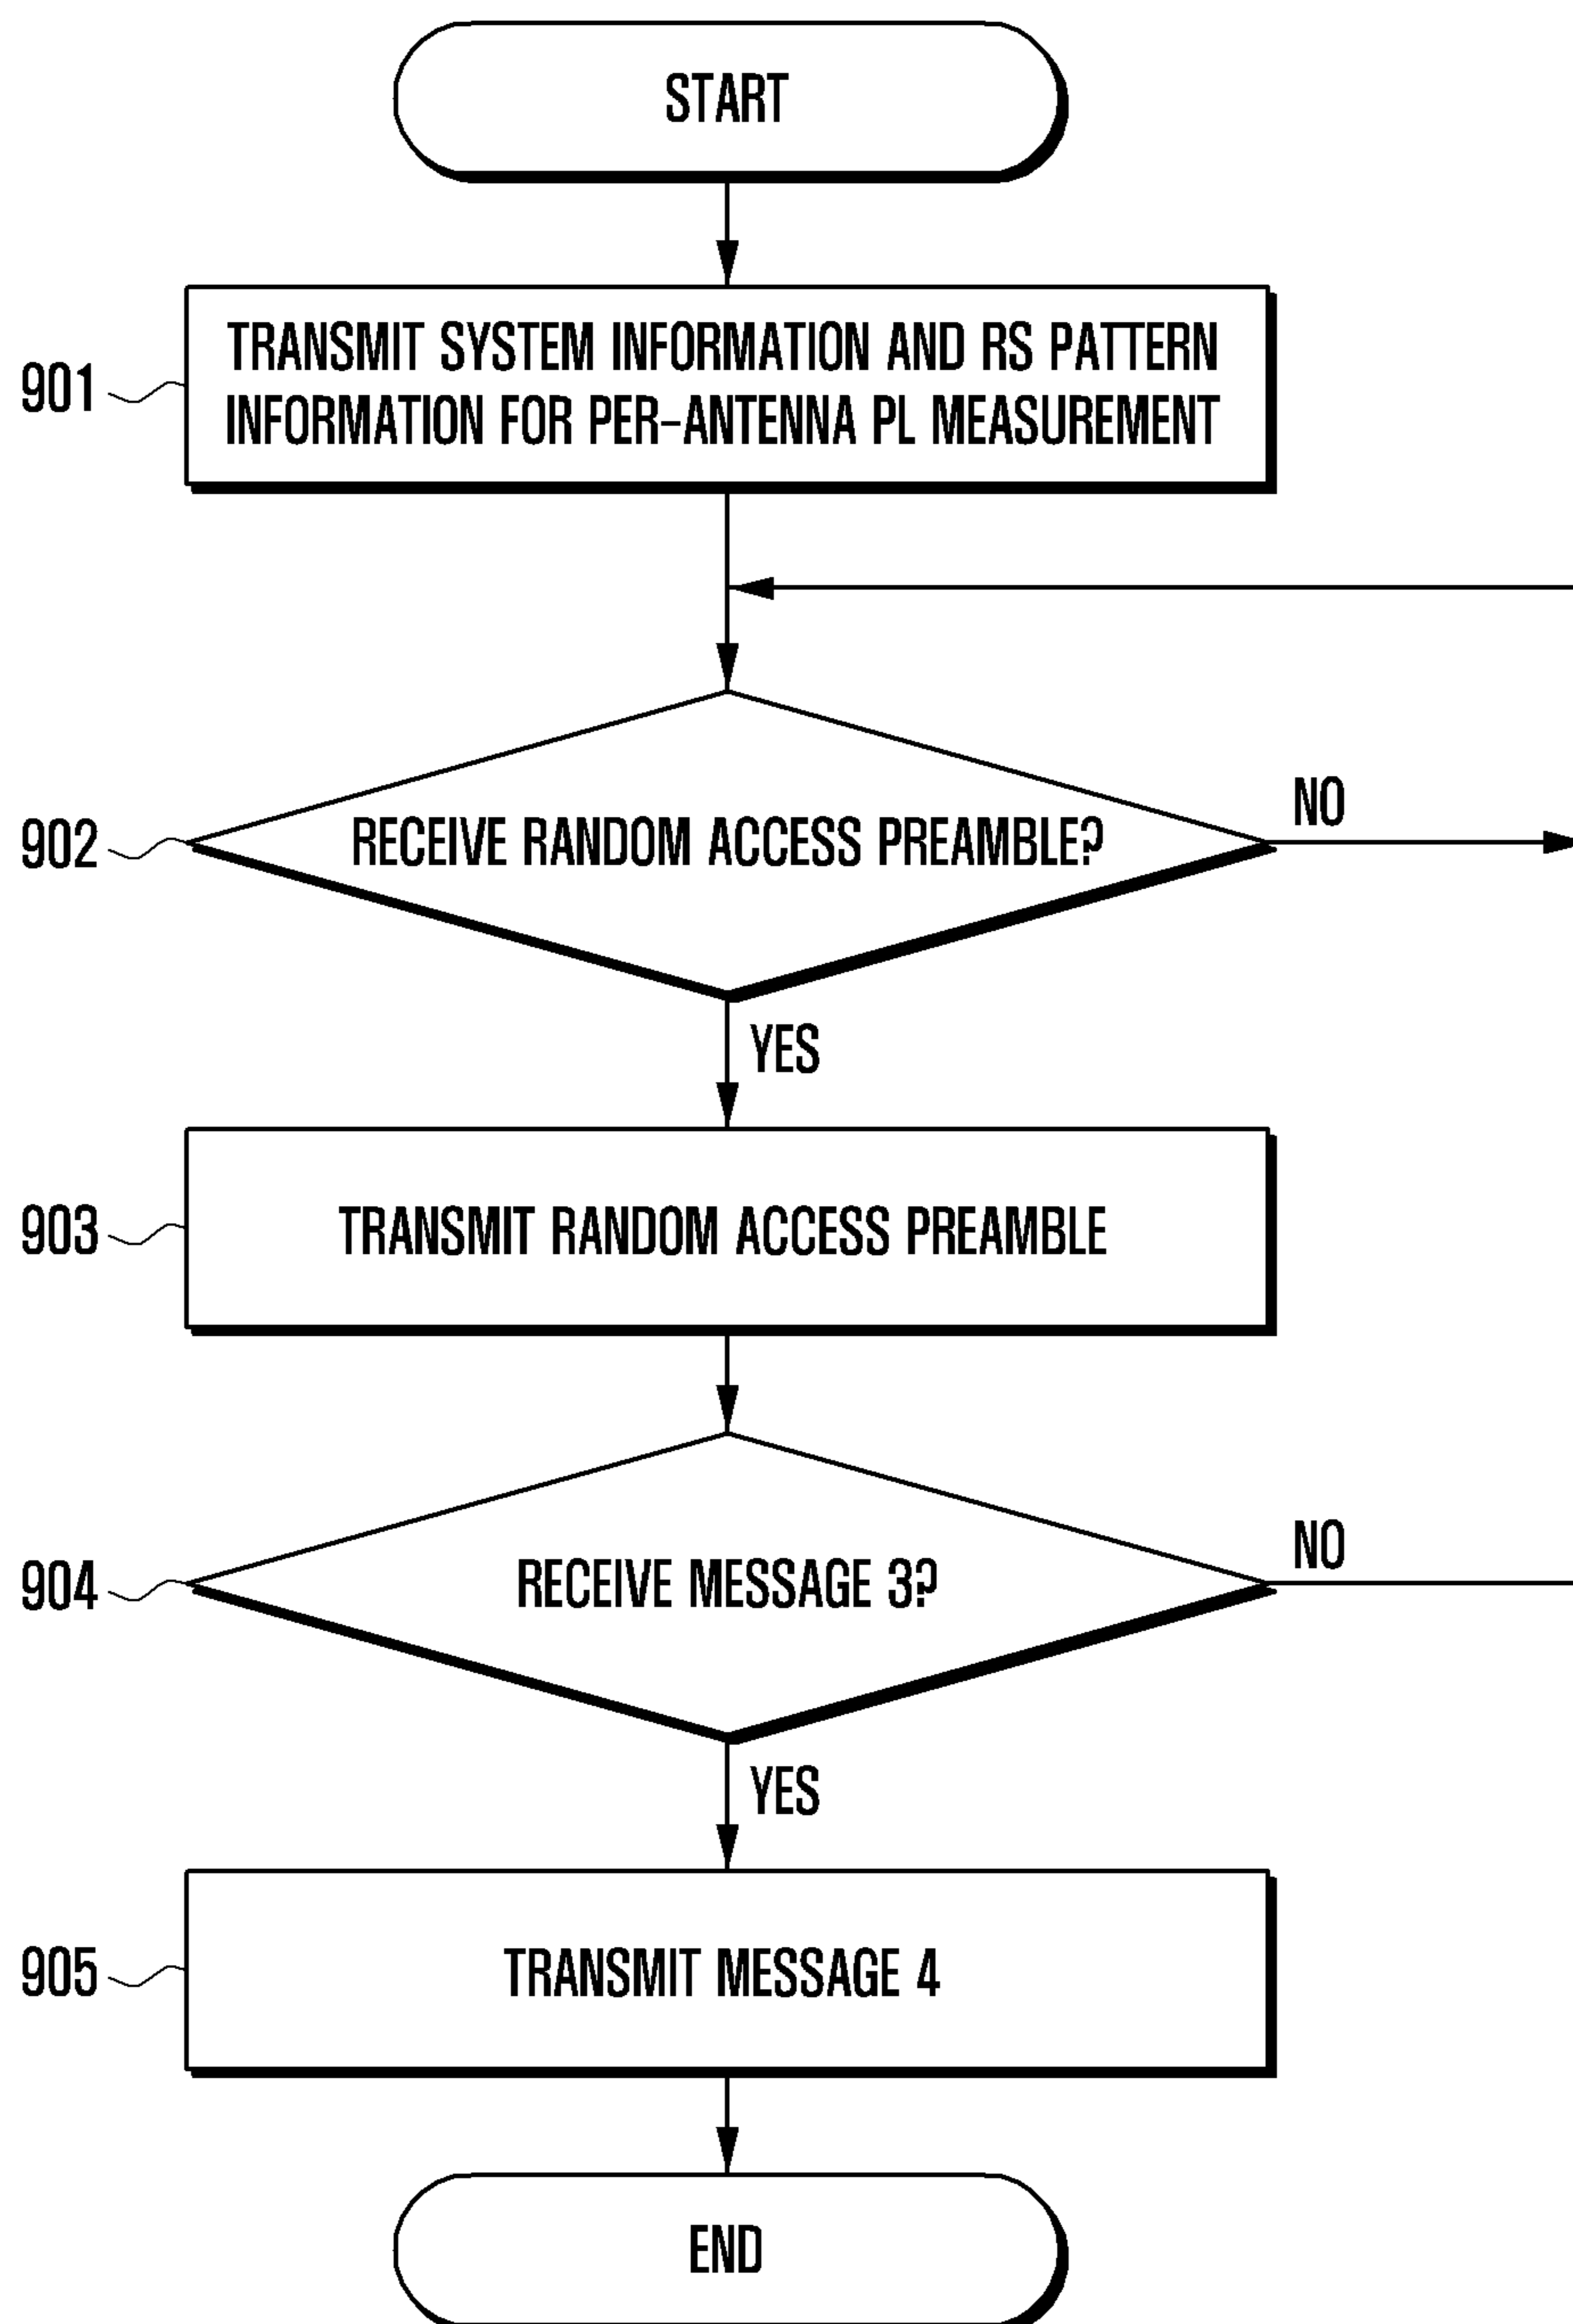 START
901
TRANSMIT SYSTEM INFORMATION AND RS PATTERN
INFORMATION FOR PER-ANTENNA PL MEASUREMENT
902
RECEIVE RANDOM ACCESS PREAMBLE?
NO
YES
903
TRANSMIT RANDOM ACCESS PREAMBLE
904
RECEIVE MESSAGE 3?
NO
YES
905
TRANSMIT MESSAGE 4
END